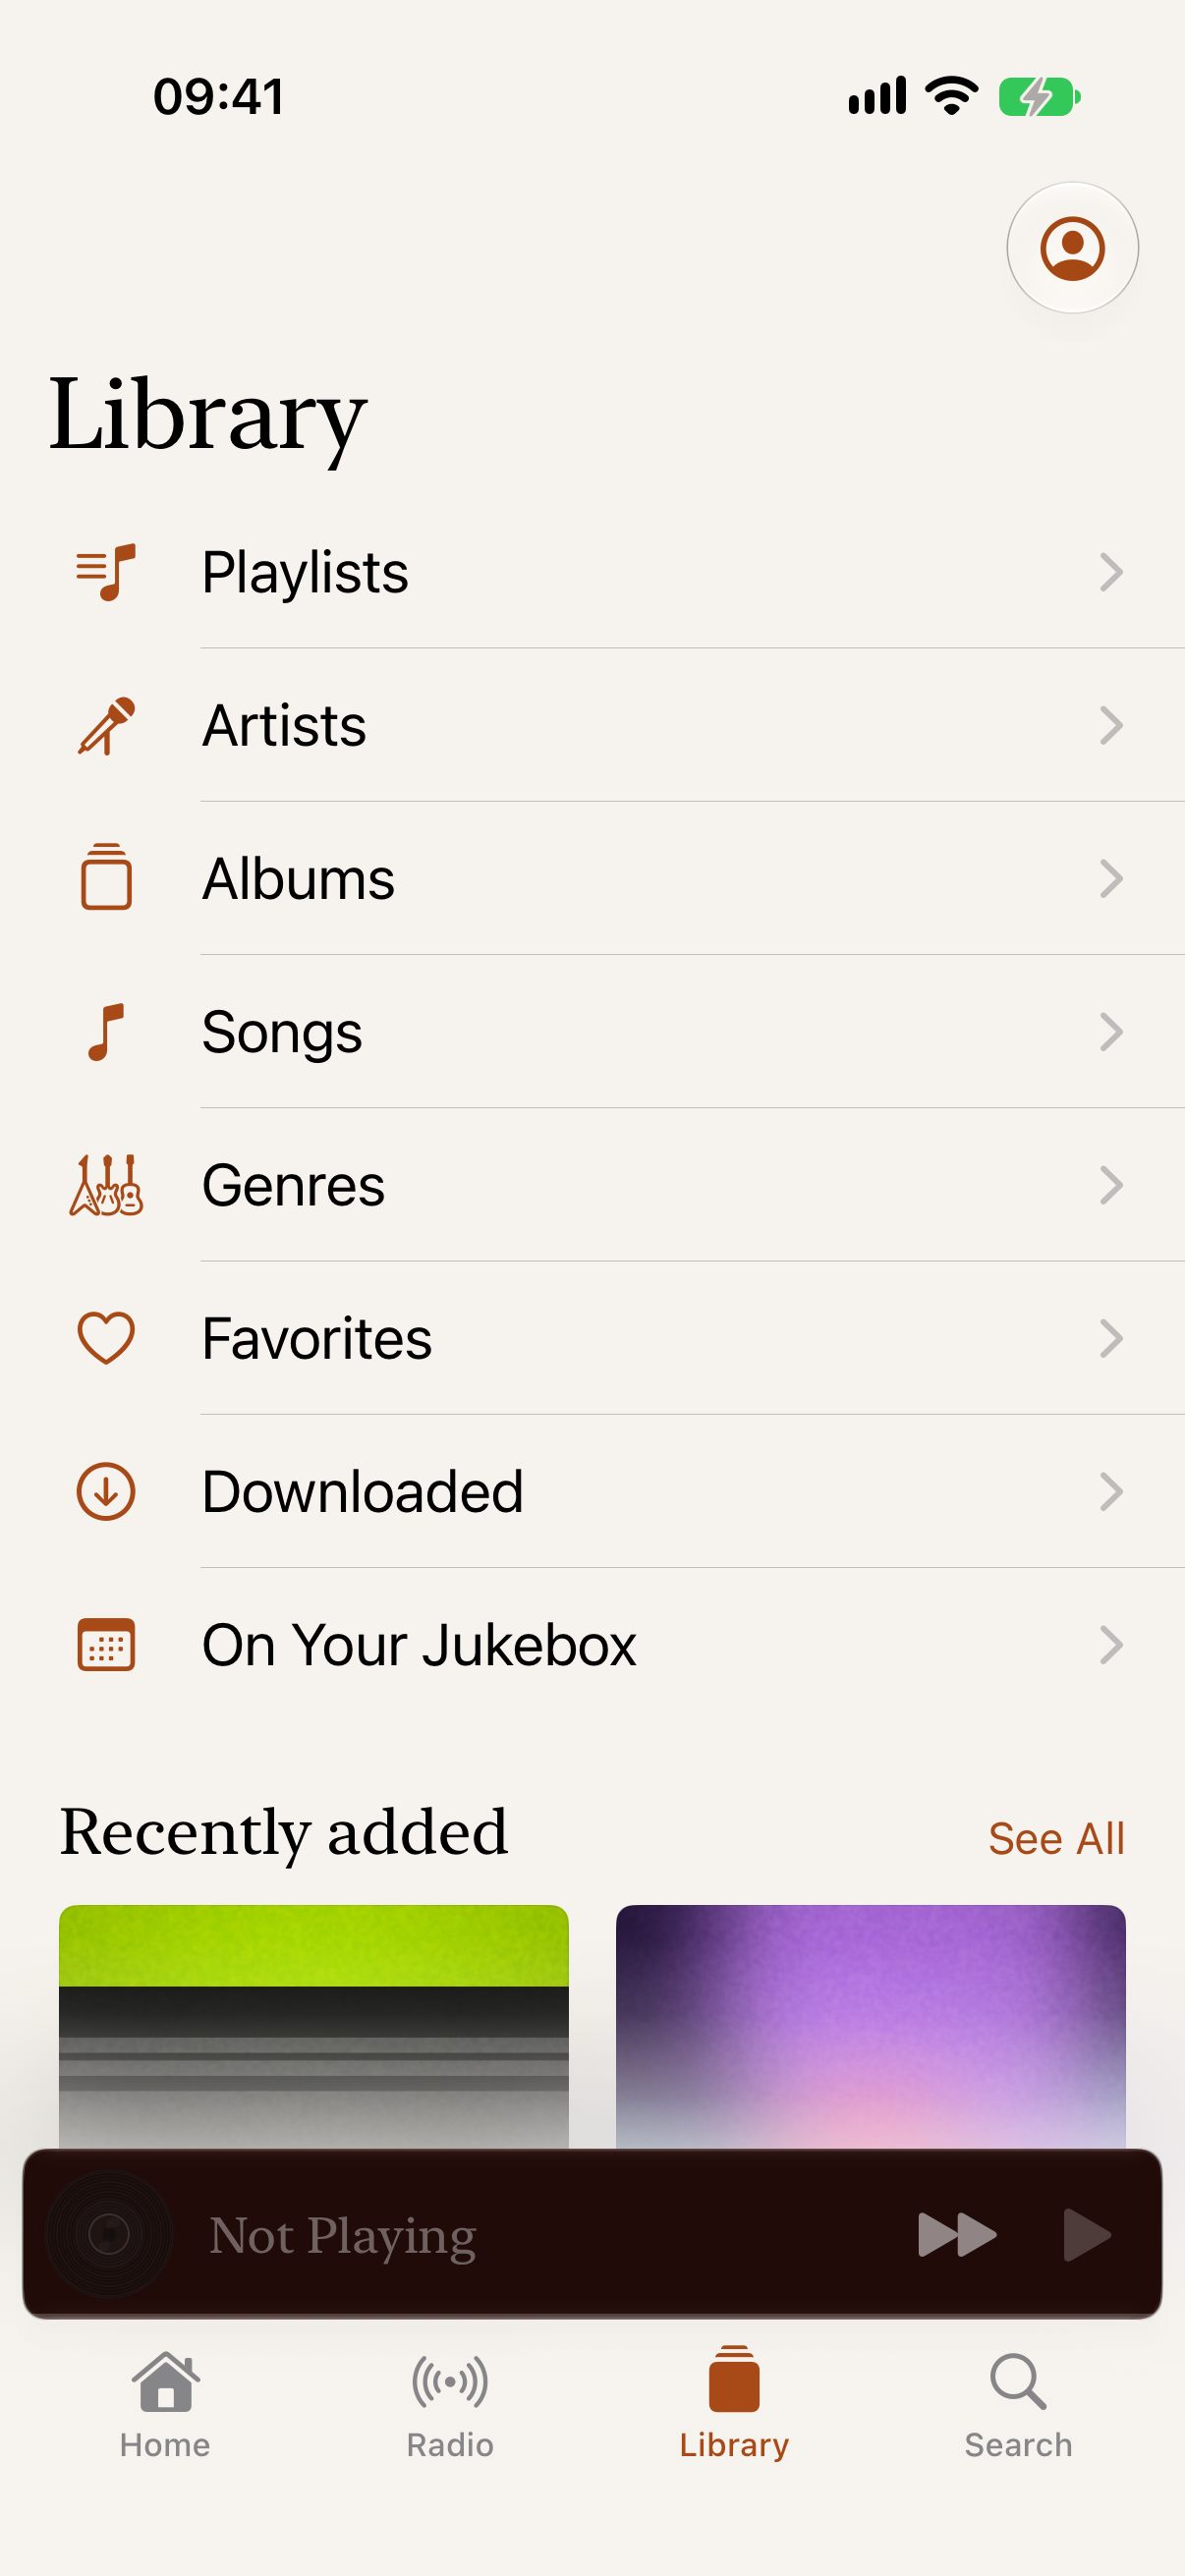 09:41
Library
Playlists
Artists
Albums
Songs
Genres
Favorites
Downloaded
On Your Jukebox
Recently added
See All
Not Playing
Home
Radio
Library
Search